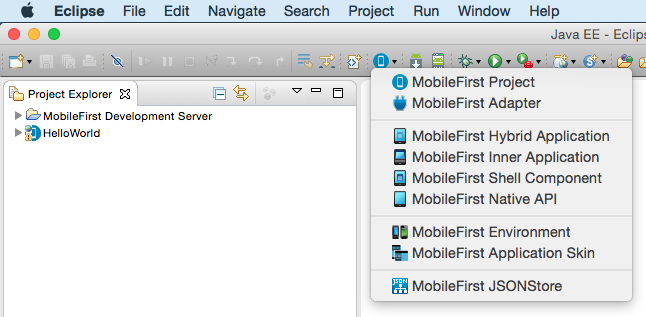 Eclipse File Edit Navigate Search Project Run Window Help
Java EE - Eclips
Project Explorer
MobileFirst Development Server
HelloWorld
MobileFirst Project
MobileFirst Adapter
MobileFirst Hybrid Application
MobileFirst Inner Application
MobileFirst Shell Component
MobileFirst Native API
MobileFirst Environment
MobileFirst Application Skin
JSON
MobileFirst JSONStore